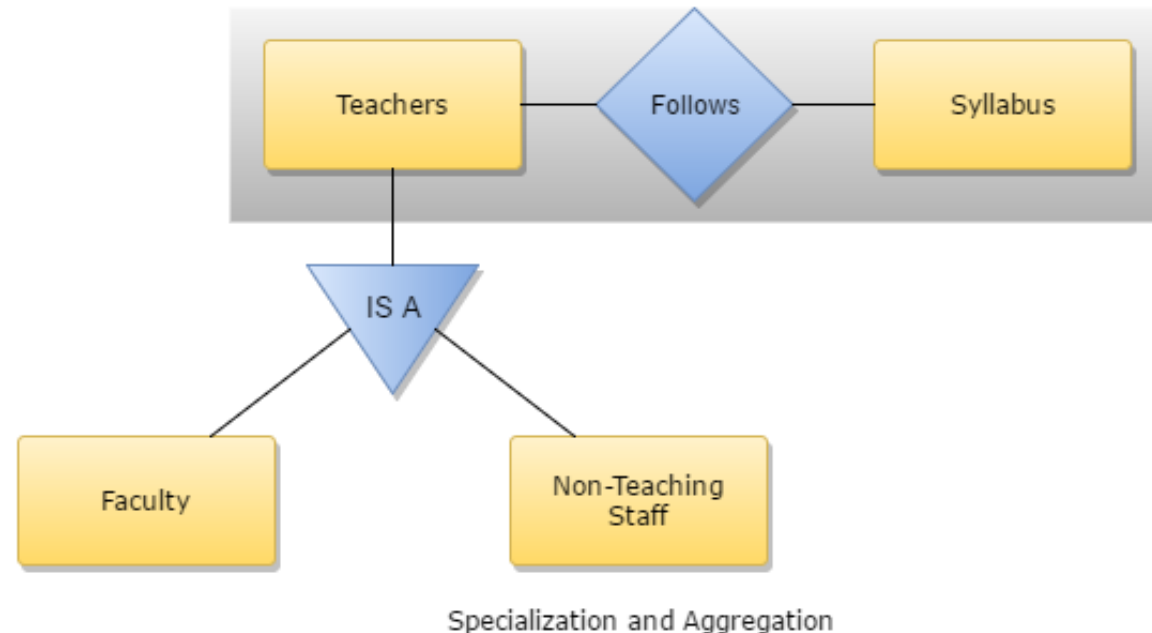 Teachers
Follows
Syllabus
IS A
Faculty
Non-Teaching
Staff
Specialization and Aggregation